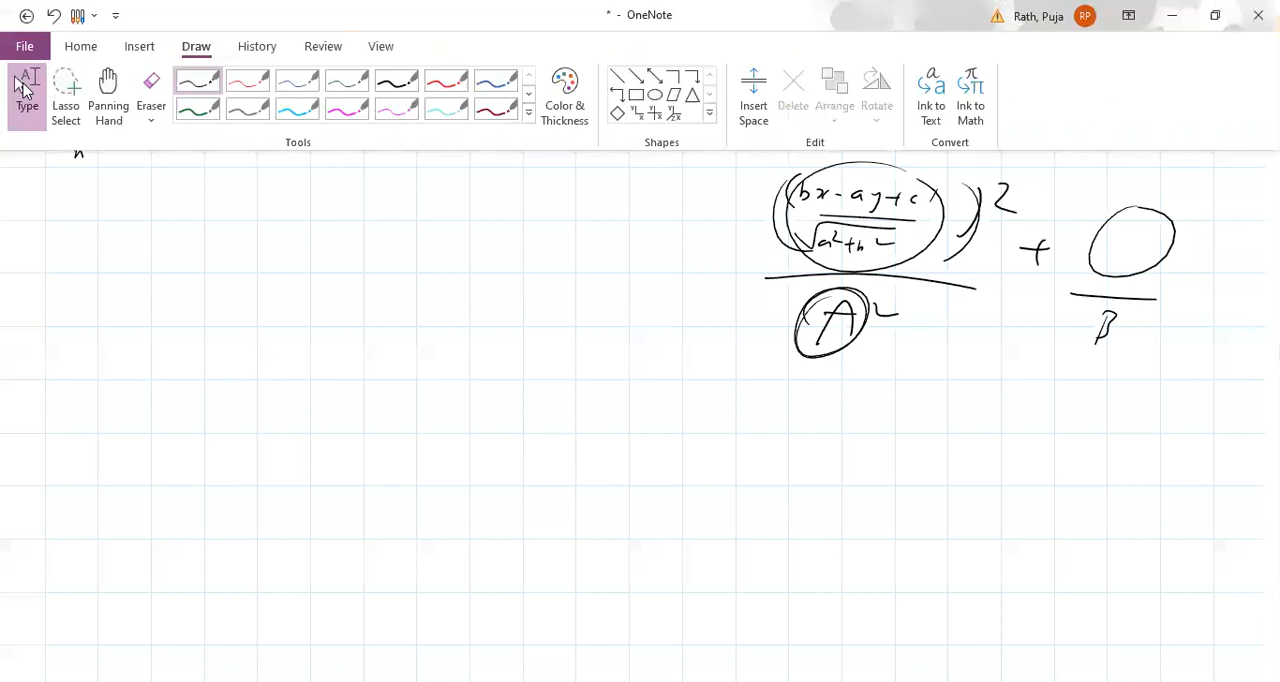 * - OneNote
Rath, Puja RP
File Home Insert Draw History Review View
Type Lasso Select Panning Hand Eraser Color & Thickness Insert Space Delete Arrange Rotate Ink to Text Ink to Math
Tools Shapes Edit Convert
((bx - ay + c)/√(a²+b²))² / A² + ◯/B